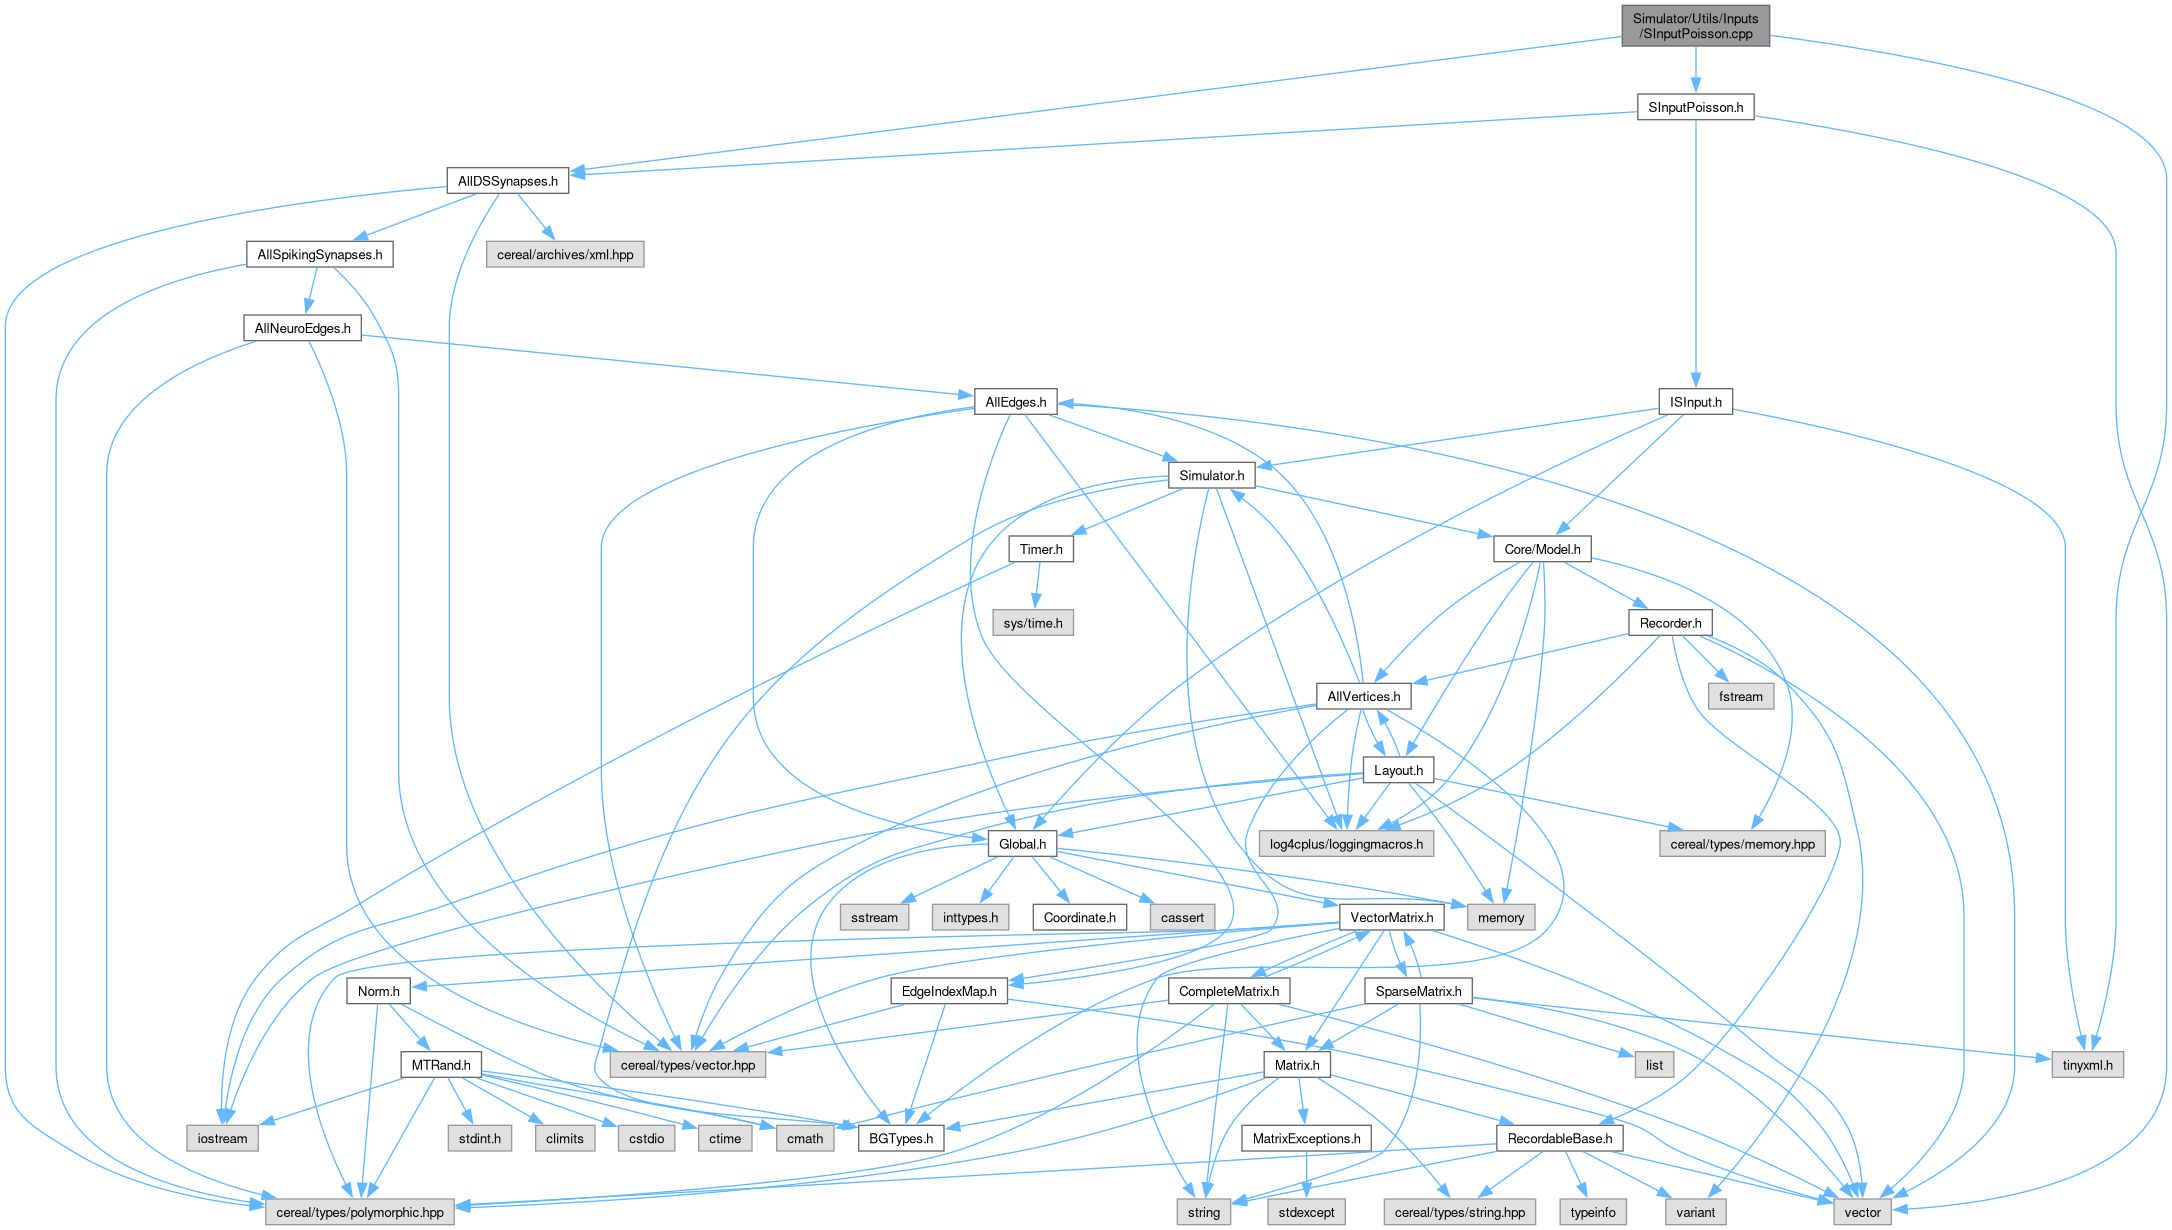 Simulator/Utils/Inputs
/SInputPoisson.cpp
SInputPoisson.h
AllDSSynapses.h
AllSpikingSynapses.h
cereal/archives/xml.hpp
AllNeuroEdges.h
AllEdges.h
ISInput.h
Simulator.h
Timer.h
Core/Model.h
sys/time.h
Recorder.h
AllVertices.h
fstream
Layout.h
Global.h
log4cplus/loggingmacros.h
cereal/types/memory.hpp
sstream
inttypes.h
Coordinate.h
cassert
VectorMatrix.h
memory
Norm.h
EdgeIndexMap.h
CompleteMatrix.h
SparseMatrix.h
MTRand.h
cereal/types/vector.hpp
Matrix.h
list
tinyxml.h
iostream
stdint.h
climits
cstdio
ctime
cmath
BGTypes.h
MatrixExceptions.h
RecordableBase.h
cereal/types/polymorphic.hpp
string
stdexcept
cereal/types/string.hpp
typeinfo
variant
vector